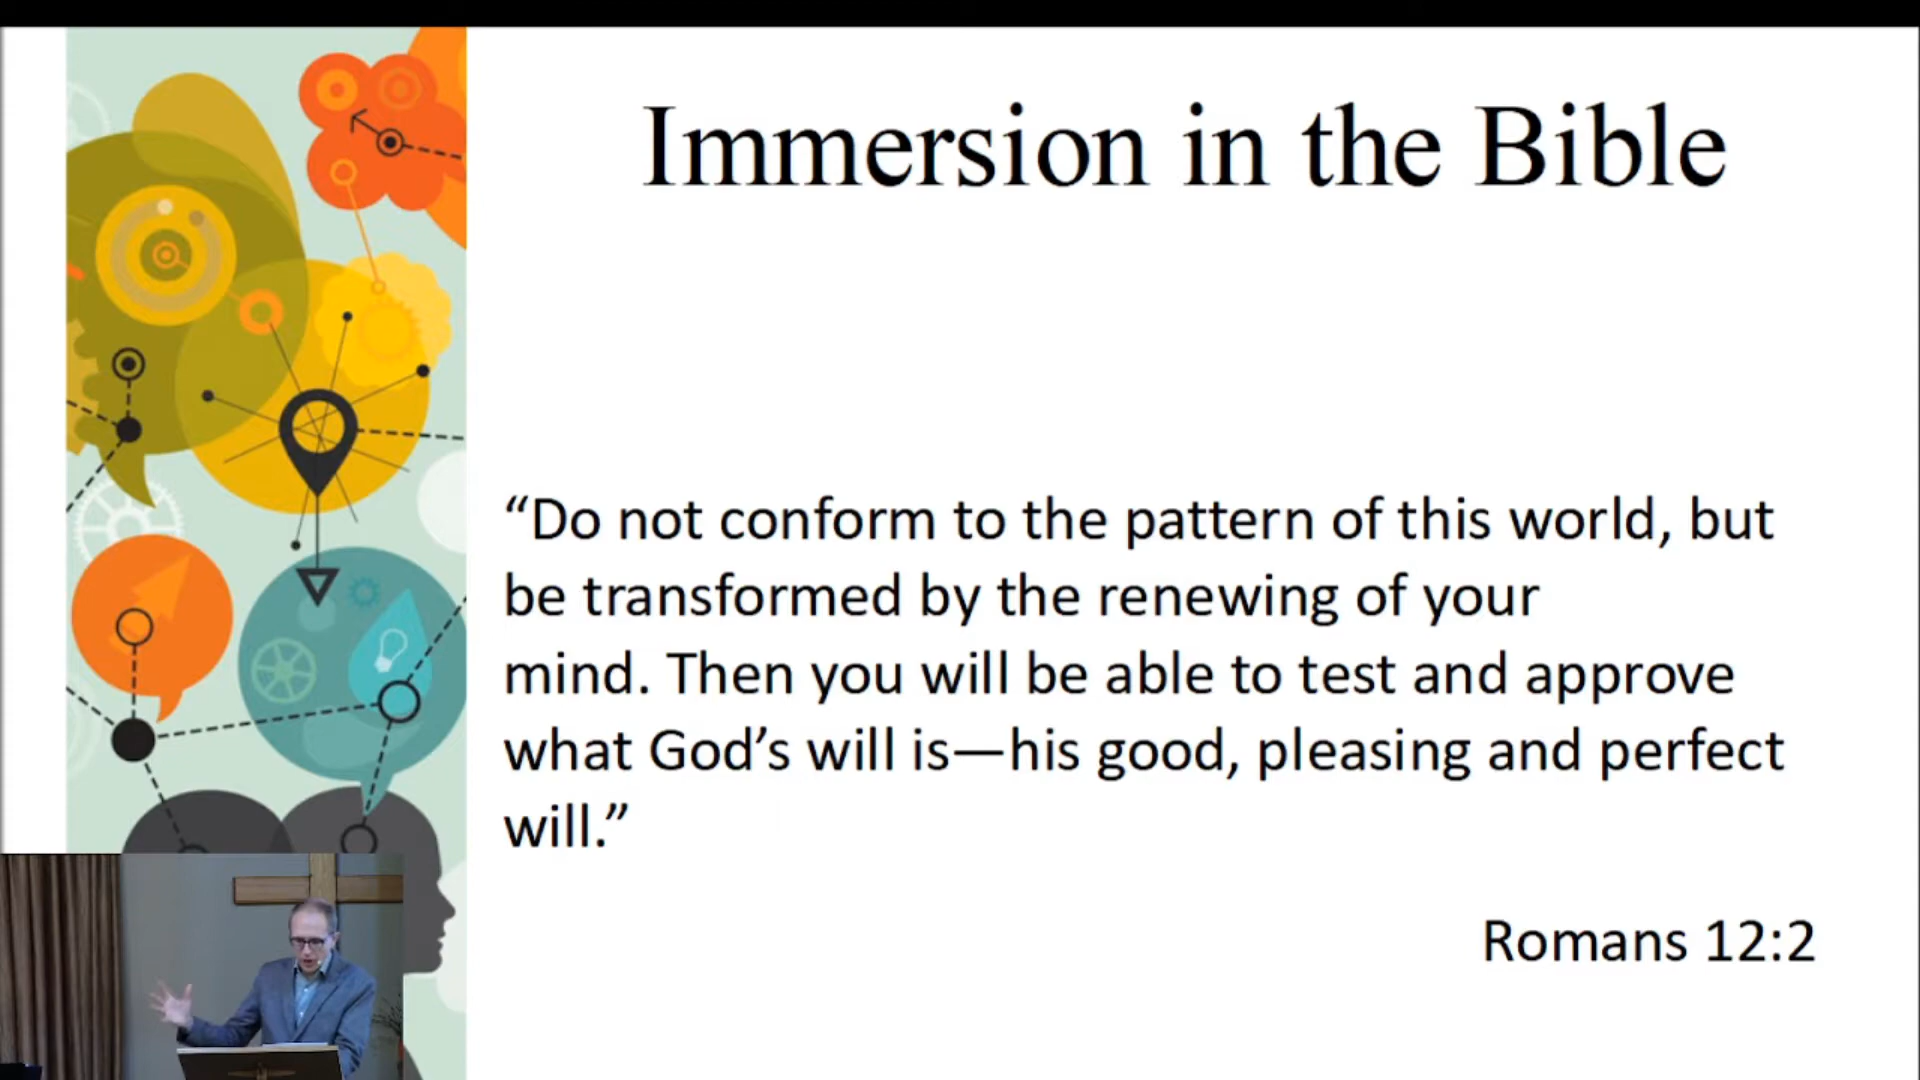 Immersion in the Bible
“Do not conform to the pattern of this world, but
be transformed by the renewing of your
mind. Then you will be able to test and approve
what God’s will is—his good, pleasing and perfect
will.”
Romans 12:2